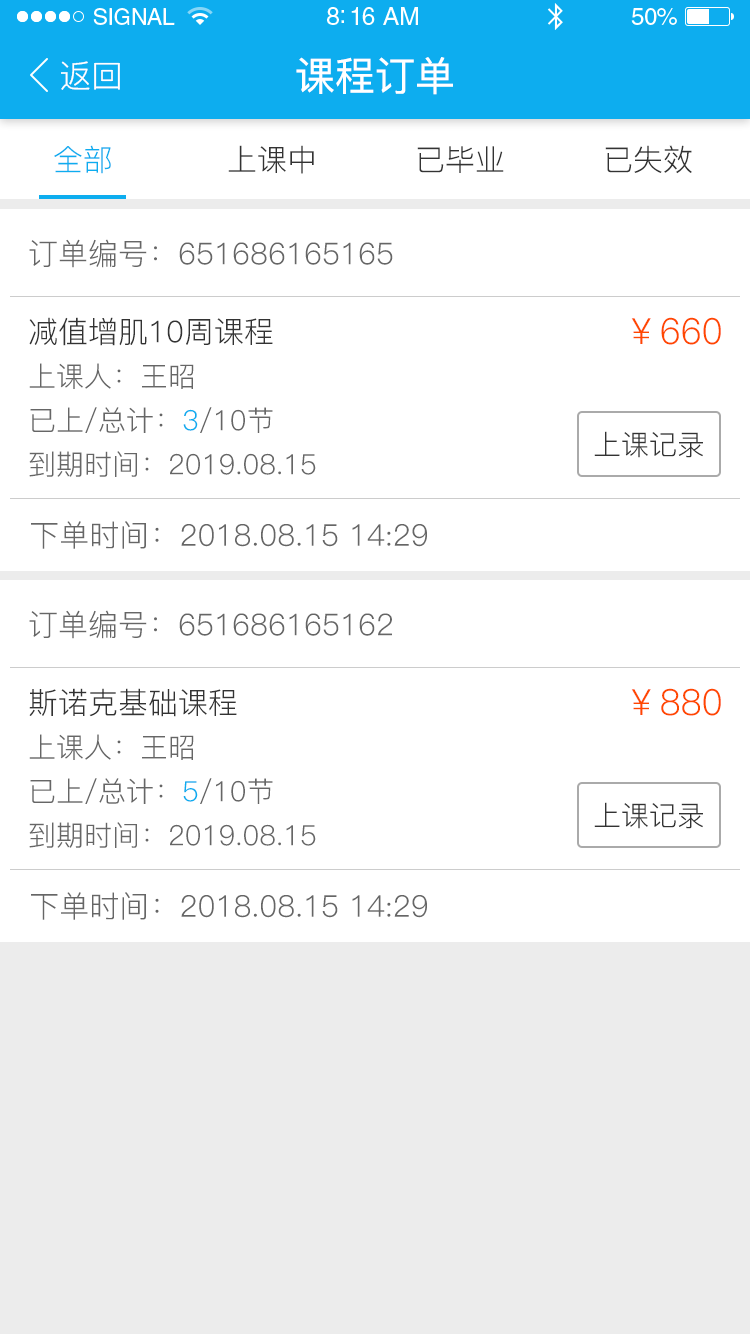 SIGNAL 8:16 AM 50%
返回 课程订单
全部 上课中 已毕业 已失效
订单编号：651686165165
减值增肌10周课程 ¥660
上课人：王昭
已上/总计：3/10节
上课记录
到期时间：2019.08.15
下单时间：2018.08.15 14:29
订单编号：651686165162
斯诺克基础课程 ¥880
上课人：王昭
已上/总计：5/10节
上课记录
到期时间：2019.08.15
下单时间：2018.08.15 14:29